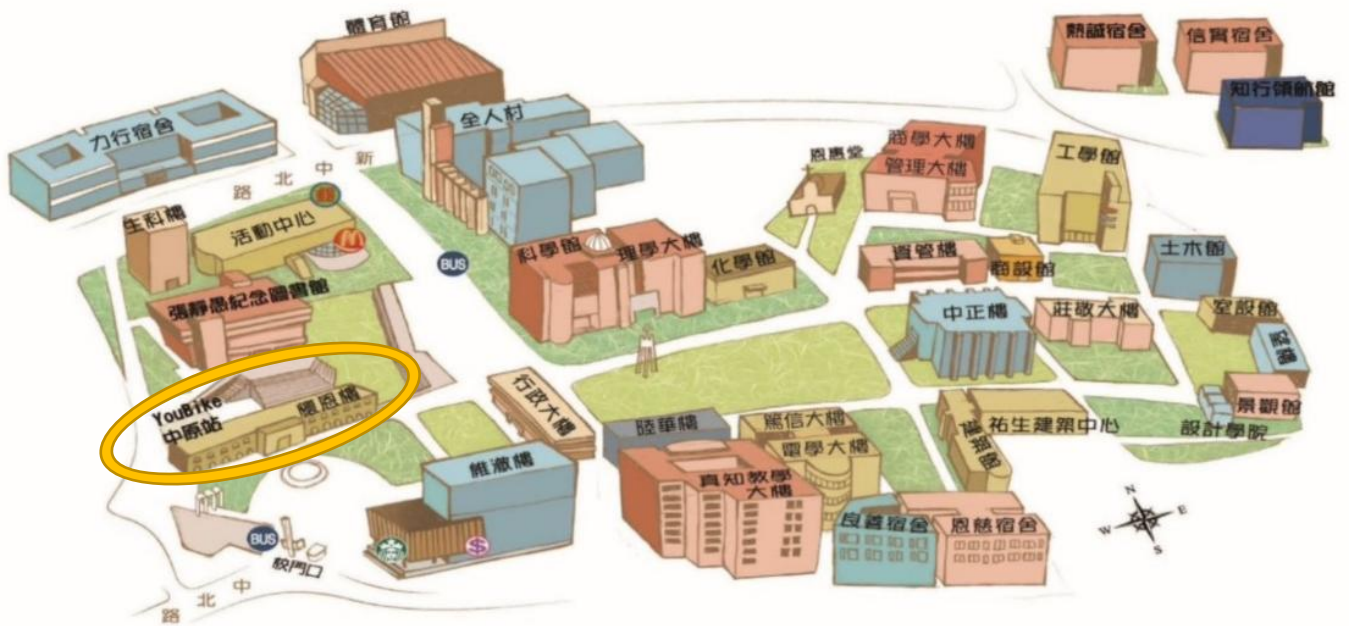 體育館
熱誠宿舍
信實宿舍
知行領航館
力行宿舍
全人村
新中北路
商學大樓
管理大樓
恩惠堂
工學館
生科樓
活動中心
BUS
科學館
理學大樓
化學館
資管樓
商設館
土木館
張靜愚紀念圖書館
中正樓
莊敬大樓
室設館
YouBike
中原站
懷恩樓
行政大樓
陸華樓
篤信大樓
電學大樓
建築館
祐生建築中心
景觀館
設計學院
維澈樓
真知教學
大樓
良善宿舍
恩慈宿舍
BUS
校門口
中北路
N
W
E
S